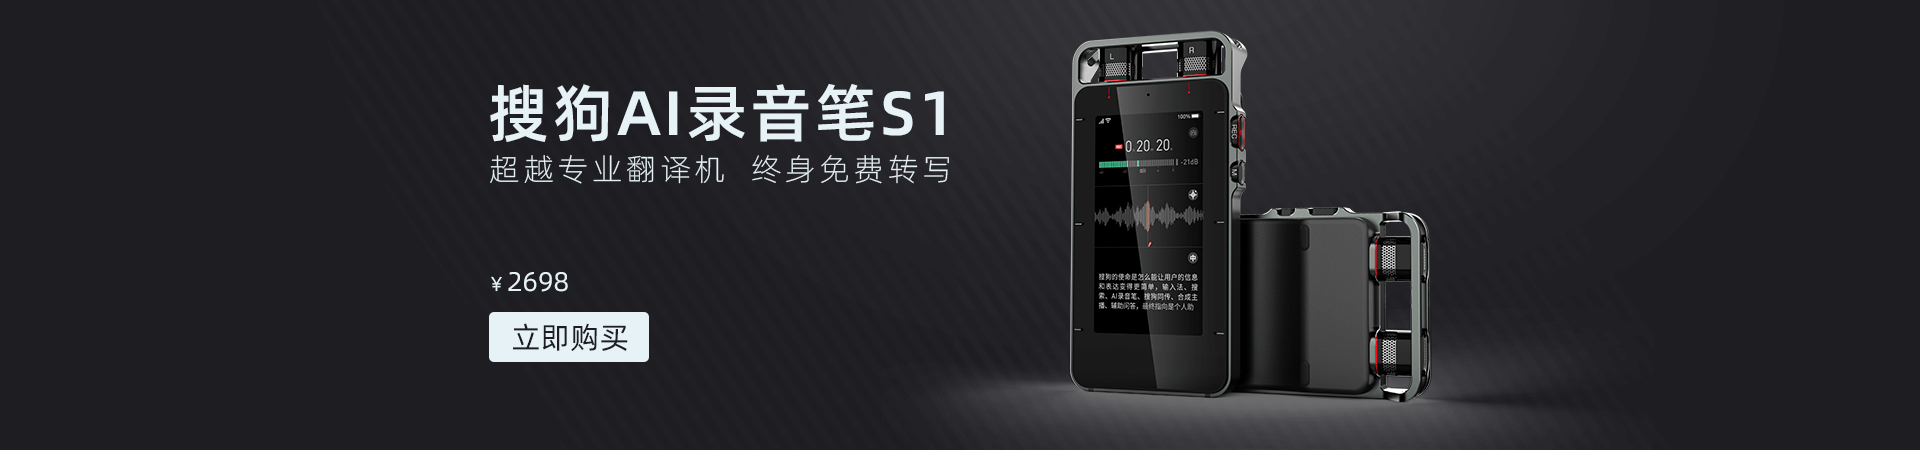 搜狗AI录音笔S1
超越专业翻译机 终身免费转写
¥ 2698
立即购买
L
R
100%
0.20.20.
-21dB
REC
M
搜狗的使命是怎么能让用户的信息
和表达变得更简单，输入法、搜
索、AI录音笔、搜狗同传、合成主
播、辅助问答，最终指向是个人助